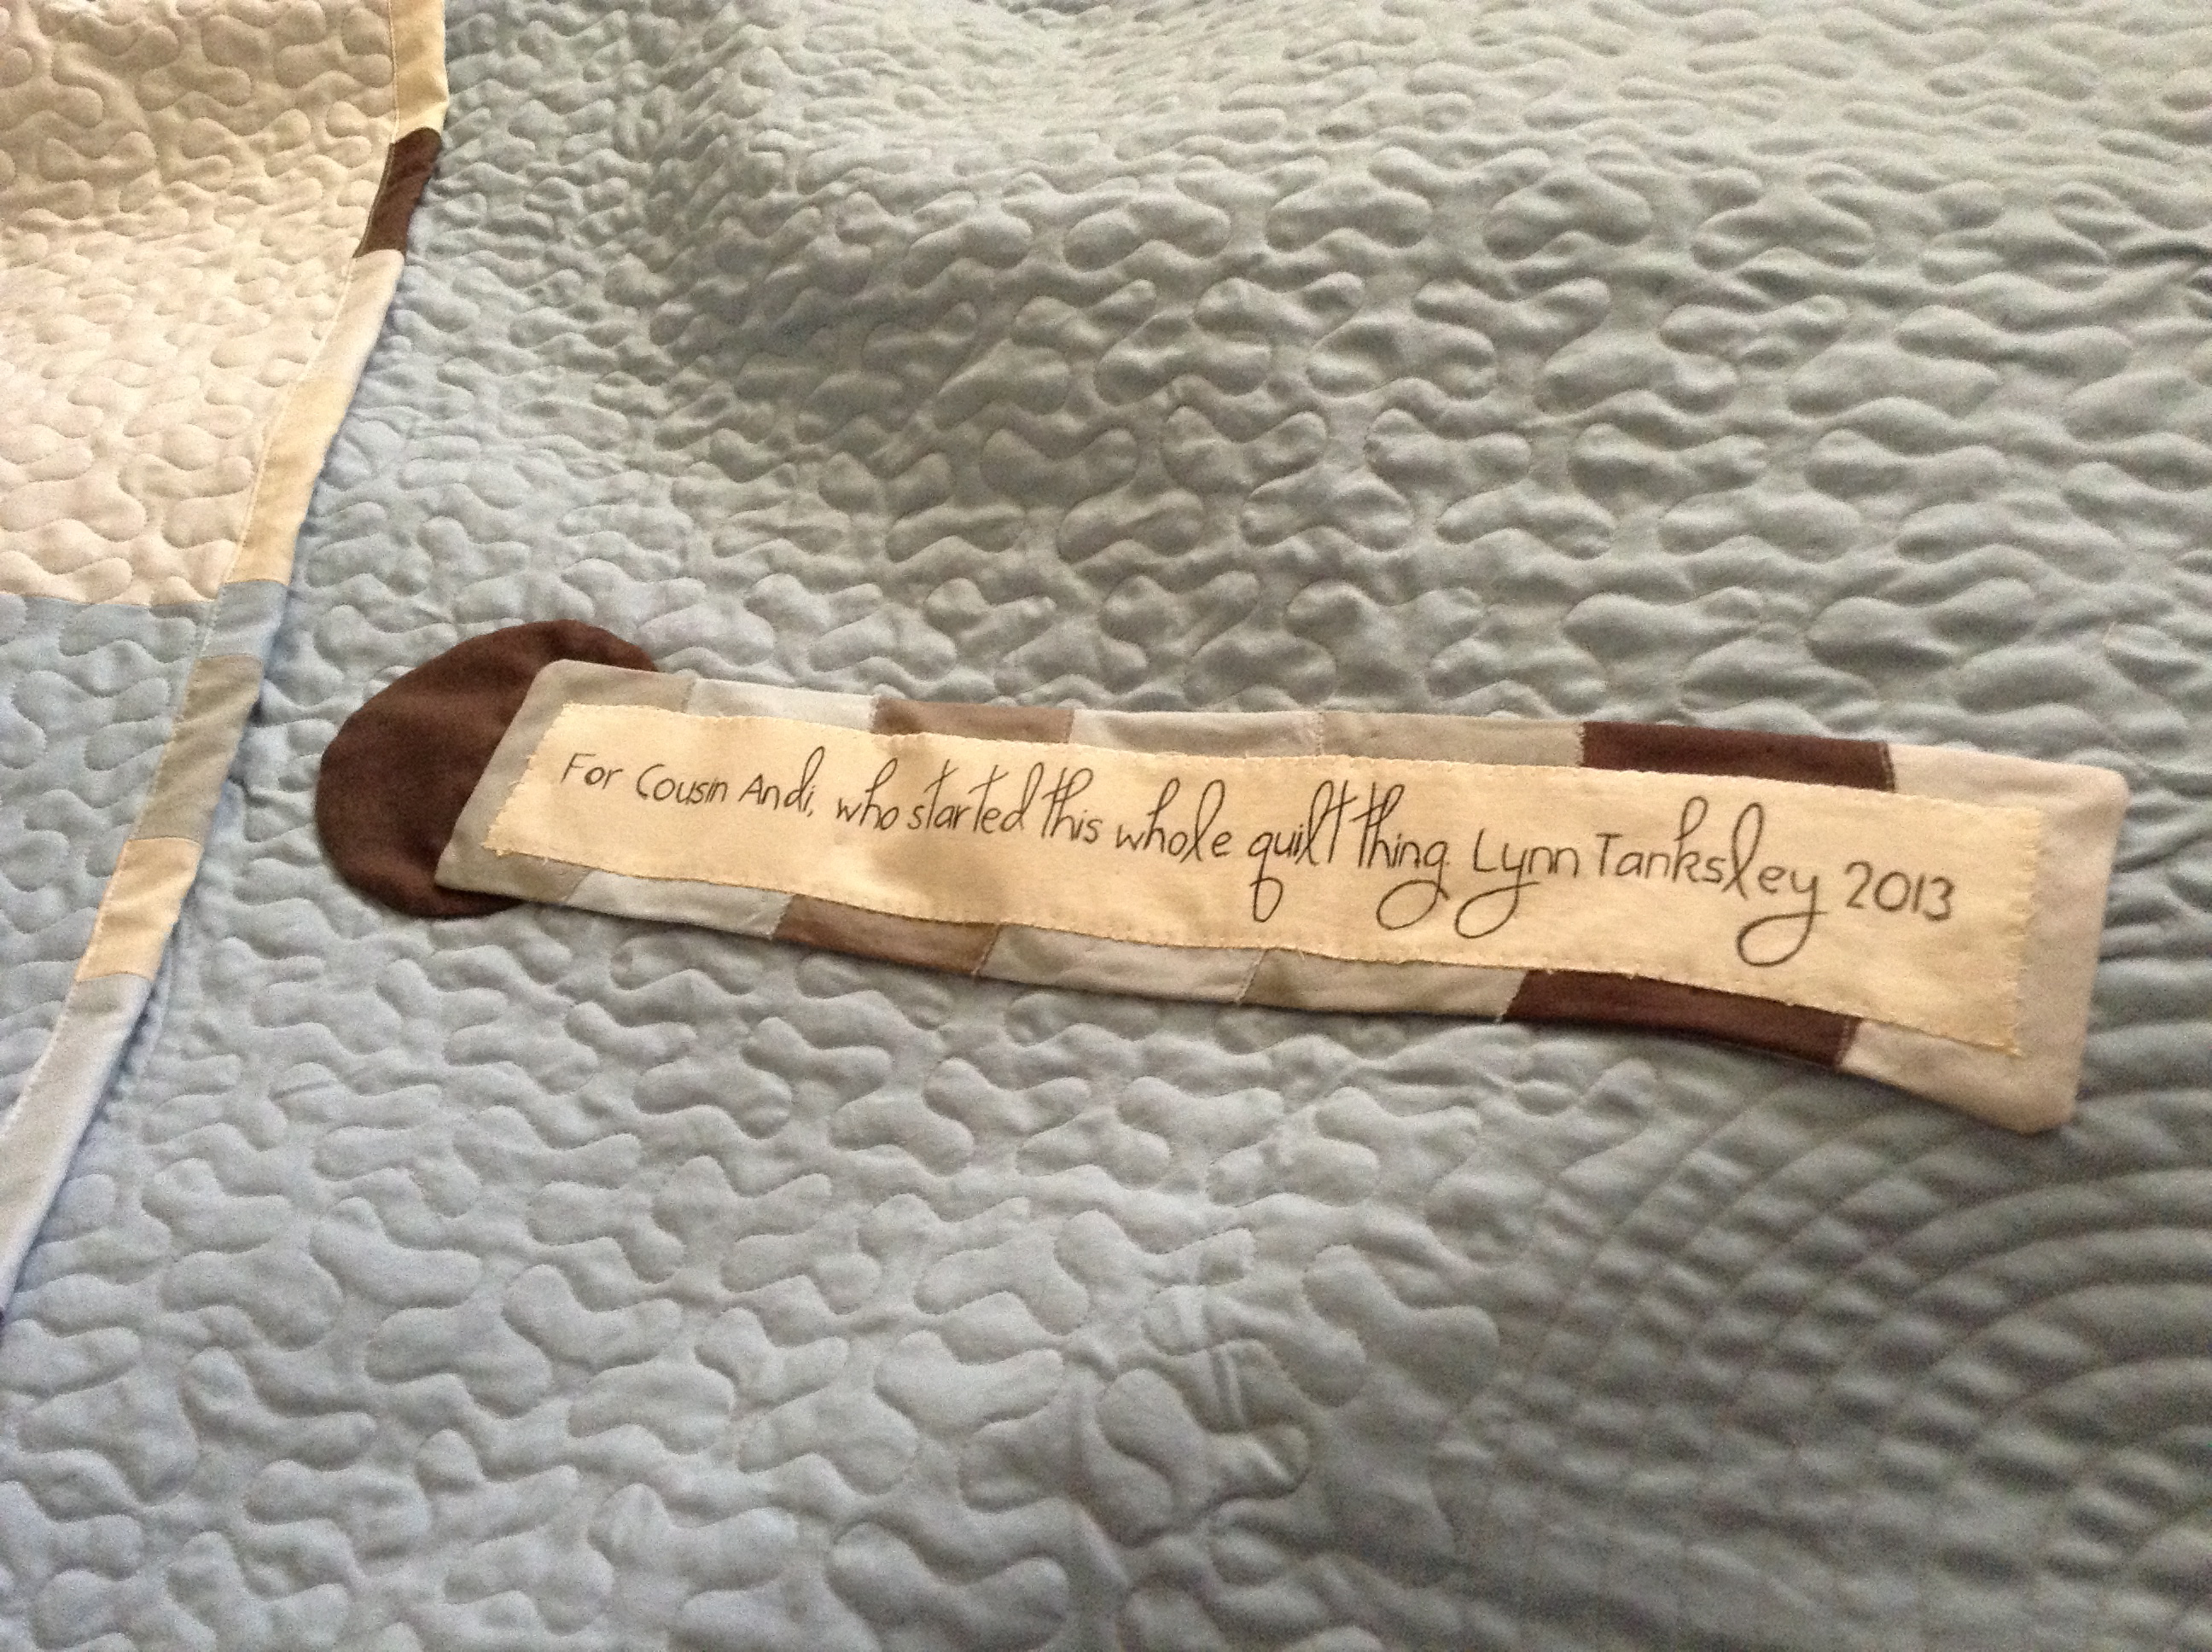 For Cousin Andi, who started this whole quilt thing. Lynn Tanksley 2013